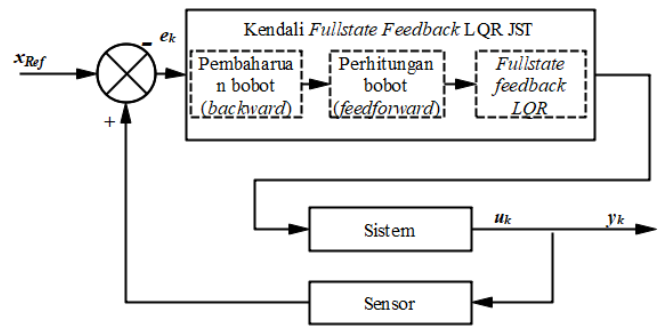 Kendali Fullstate Feedback LQR JST
x_Ref
-
e_k
Pembaharua
n bobot
(backward)
Perhitungan
bobot
(feedforward)
Fullstate
feedback
LQR
+
Sistem
u_k
y_k
Sensor